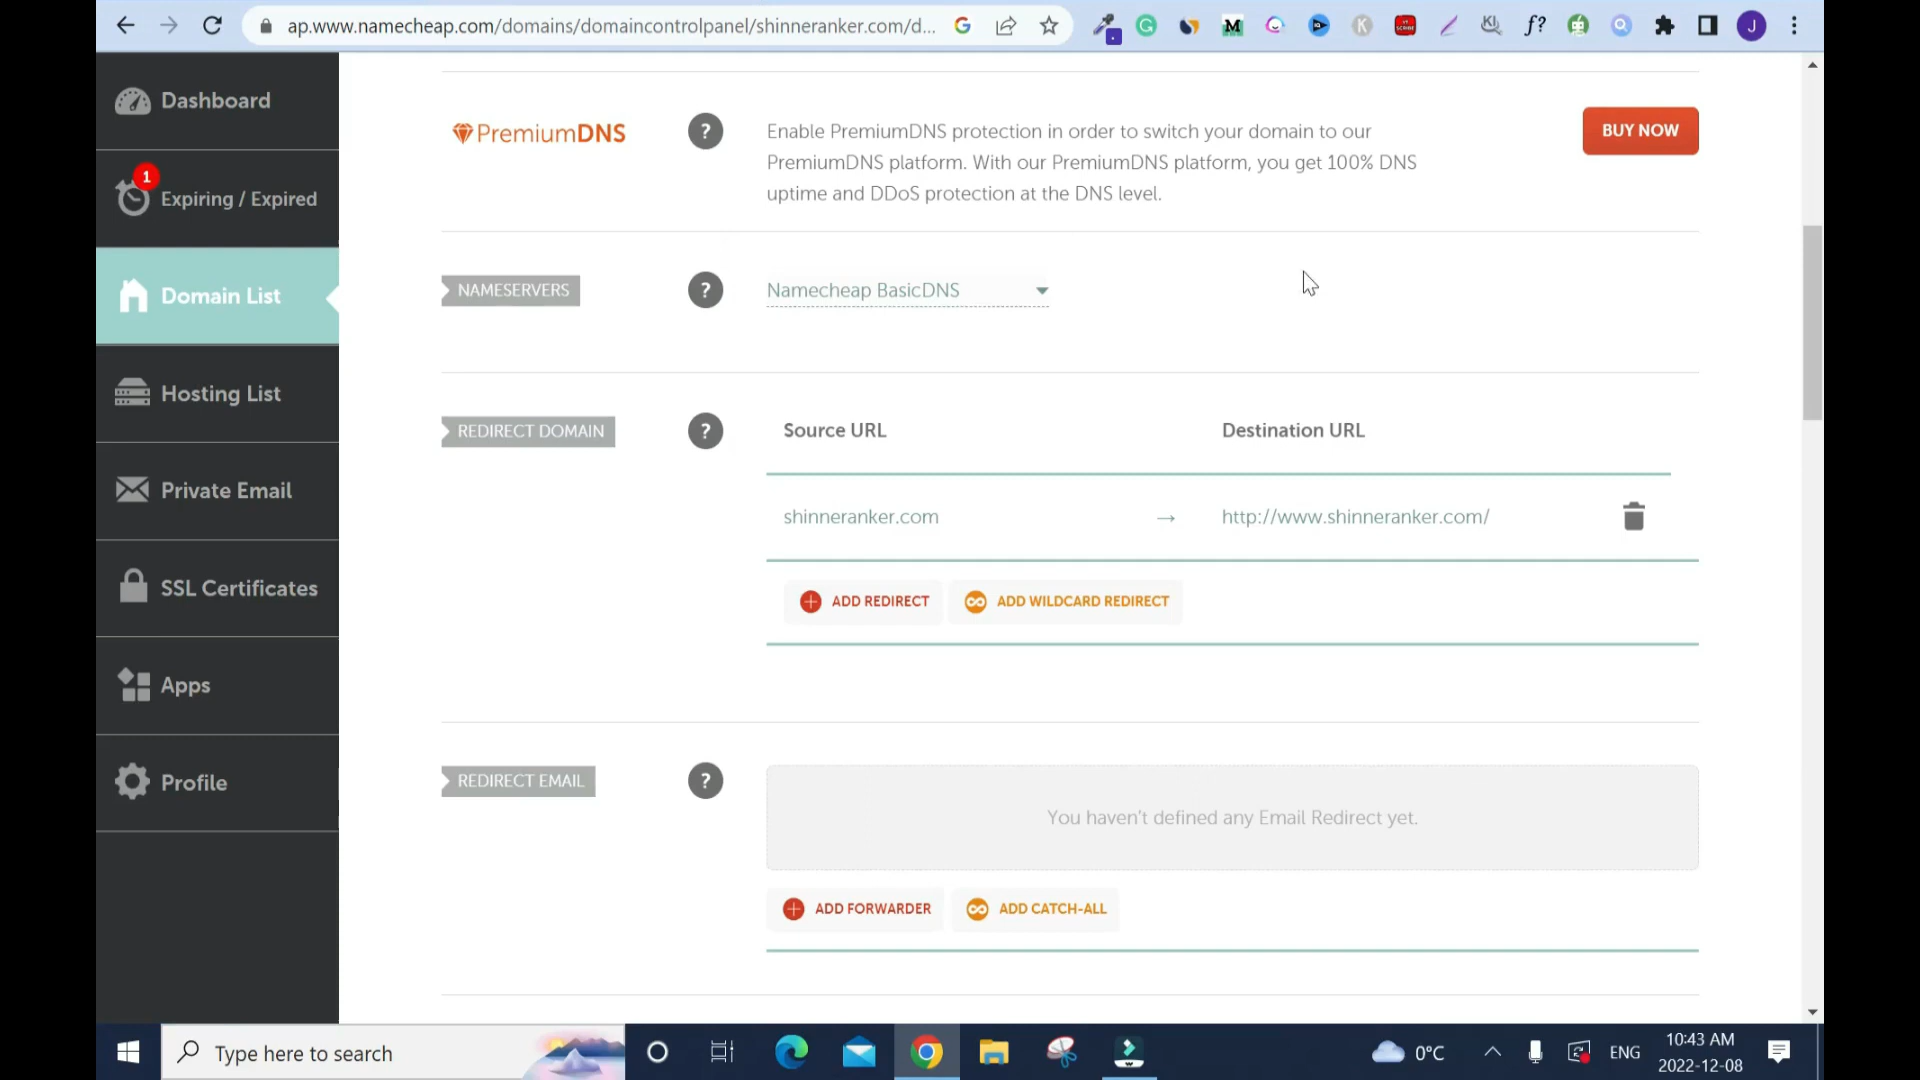 ap.www.namecheap.com/domains/domaincontrolpanel/shinneranker.com/d...
Dashboard
1
Expiring / Expired
Domain List
Hosting List
Private Email
SSL Certificates
Apps
Profile
PremiumDNS
?
Enable PremiumDNS protection in order to switch your domain to our
PremiumDNS platform. With our PremiumDNS platform, you get 100% DNS
uptime and DDoS protection at the DNS level.
BUY NOW
NAMESERVERS
?
Namecheap BasicDNS
REDIRECT DOMAIN
?
Source URL
Destination URL
shinneranker.com
→
http://www.shinneranker.com/
ADD REDIRECT
ADD WILDCARD REDIRECT
REDIRECT EMAIL
?
You haven't defined any Email Redirect yet.
ADD FORWARDER
ADD CATCH-ALL
Type here to search
0°C
ENG
10:43 AM
2022-12-08